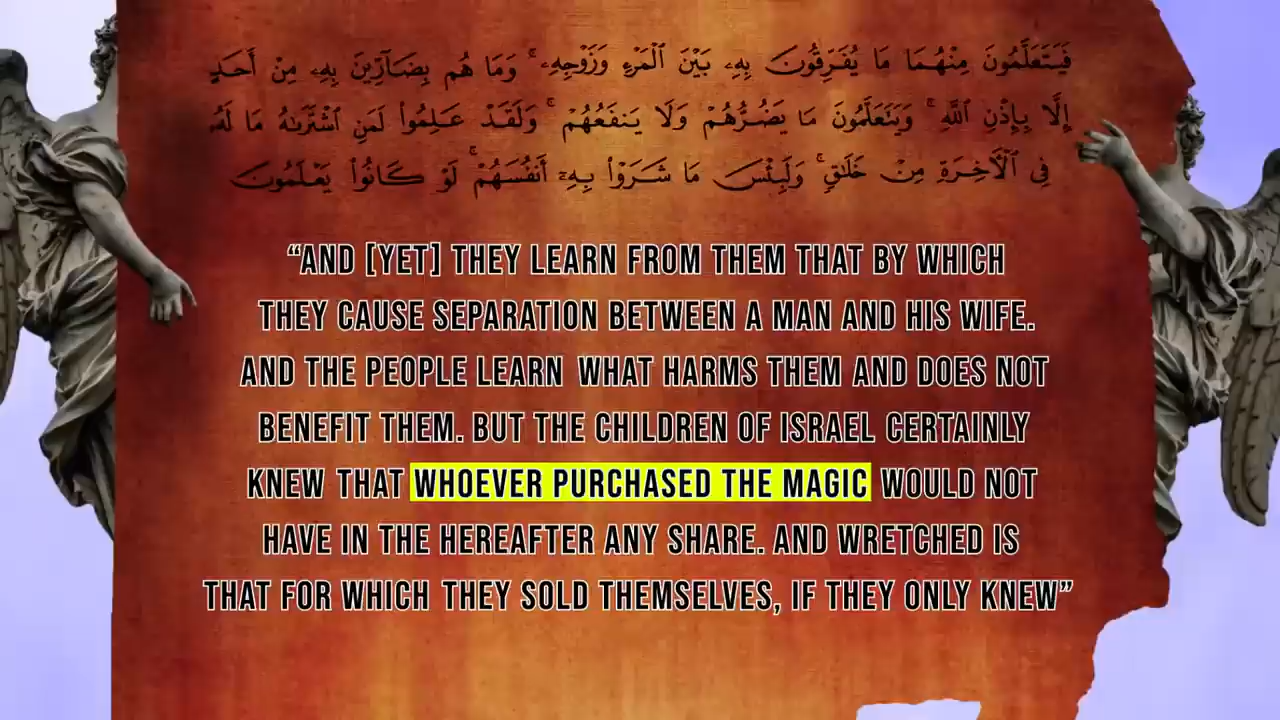 فَيَتَعَلَّمُونَ مِنْهُمَا مَا يُفَرِّقُونَ بِهِۦ بَيْنَ ٱلْمَرْءِ وَزَوْجِهِۦ ۚ وَمَا هُم بِضَآرِّينَ بِهِۦ مِنْ أَحَدٍ
إِلَّا بِإِذْنِ ٱللَّهِ ۚ وَيَتَعَلَّمُونَ مَا يَضُرُّهُمْ وَلَا يَنفَعُهُمْ ۚ وَلَقَدْ عَلِمُوا۟ لَمَنِ ٱشْتَرَىٰهُ مَا لَهُۥ
فِى ٱلْـَٔاخِرَةِ مِنْ خَلَـٰقٍ ۚ وَلَبِئْسَ مَا شَرَوْا۟ بِهِۦٓ أَنفُسَهُمْ ۚ لَوْ كَانُوا۟ يَعْلَمُونَ
“AND [YET] THEY LEARN FROM THEM THAT BY WHICH
THEY CAUSE SEPARATION BETWEEN A MAN AND HIS WIFE.
AND THE PEOPLE LEARN WHAT HARMS THEM AND DOES NOT
BENEFIT THEM. BUT THE CHILDREN OF ISRAEL CERTAINLY
KNEW THAT WHOEVER PURCHASED THE MAGIC WOULD NOT
HAVE IN THE HEREAFTER ANY SHARE. AND WRETCHED IS
THAT FOR WHICH THEY SOLD THEMSELVES, IF THEY ONLY KNEW”